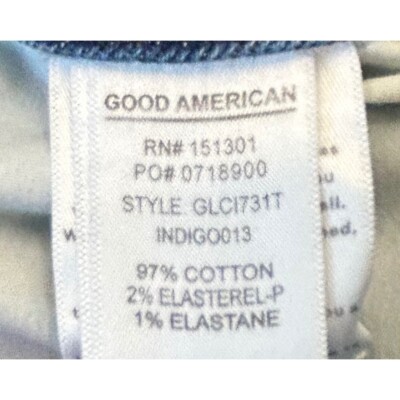 GOOD AMERICAN
RN# 151301
PO# 0718900
STYLE GLCI731T
INDIGO013
97% COTTON
2% ELASTEREL-P
1% ELASTANE